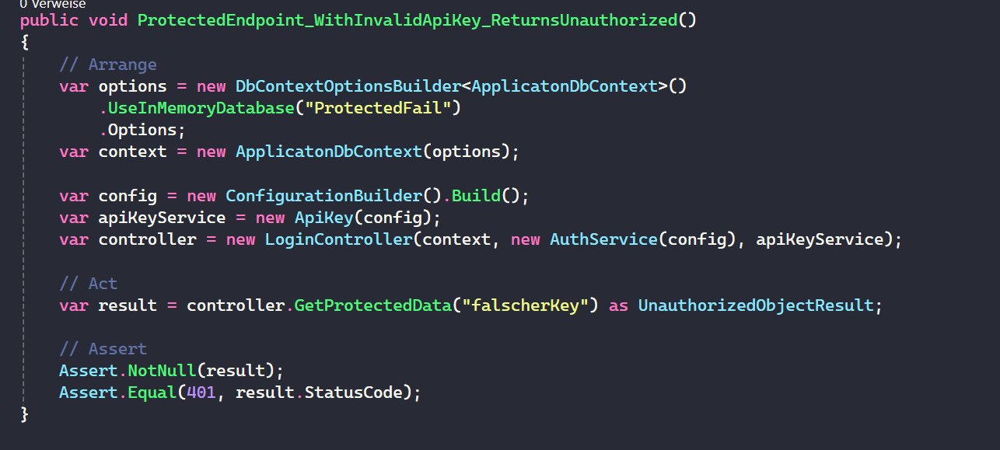 0 Verweise
public void ProtectedEndpoint_WithInvalidApiKey_ReturnsUnauthorized()
{
// Arrange
var options = new DbContextOptionsBuilder<ApplicatonDbContext>()
.UseInMemoryDatabase("ProtectedFail")
.Options;
var context = new ApplicatonDbContext(options);
var config = new ConfigurationBuilder().Build();
var apiKeyService = new ApiKey(config);
var controller = new LoginController(context, new AuthService(config), apiKeyService);
// Act
var result = controller.GetProtectedData("falscherKey") as UnauthorizedObjectResult;
// Assert
Assert.NotNull(result);
Assert.Equal(401, result.StatusCode);
}